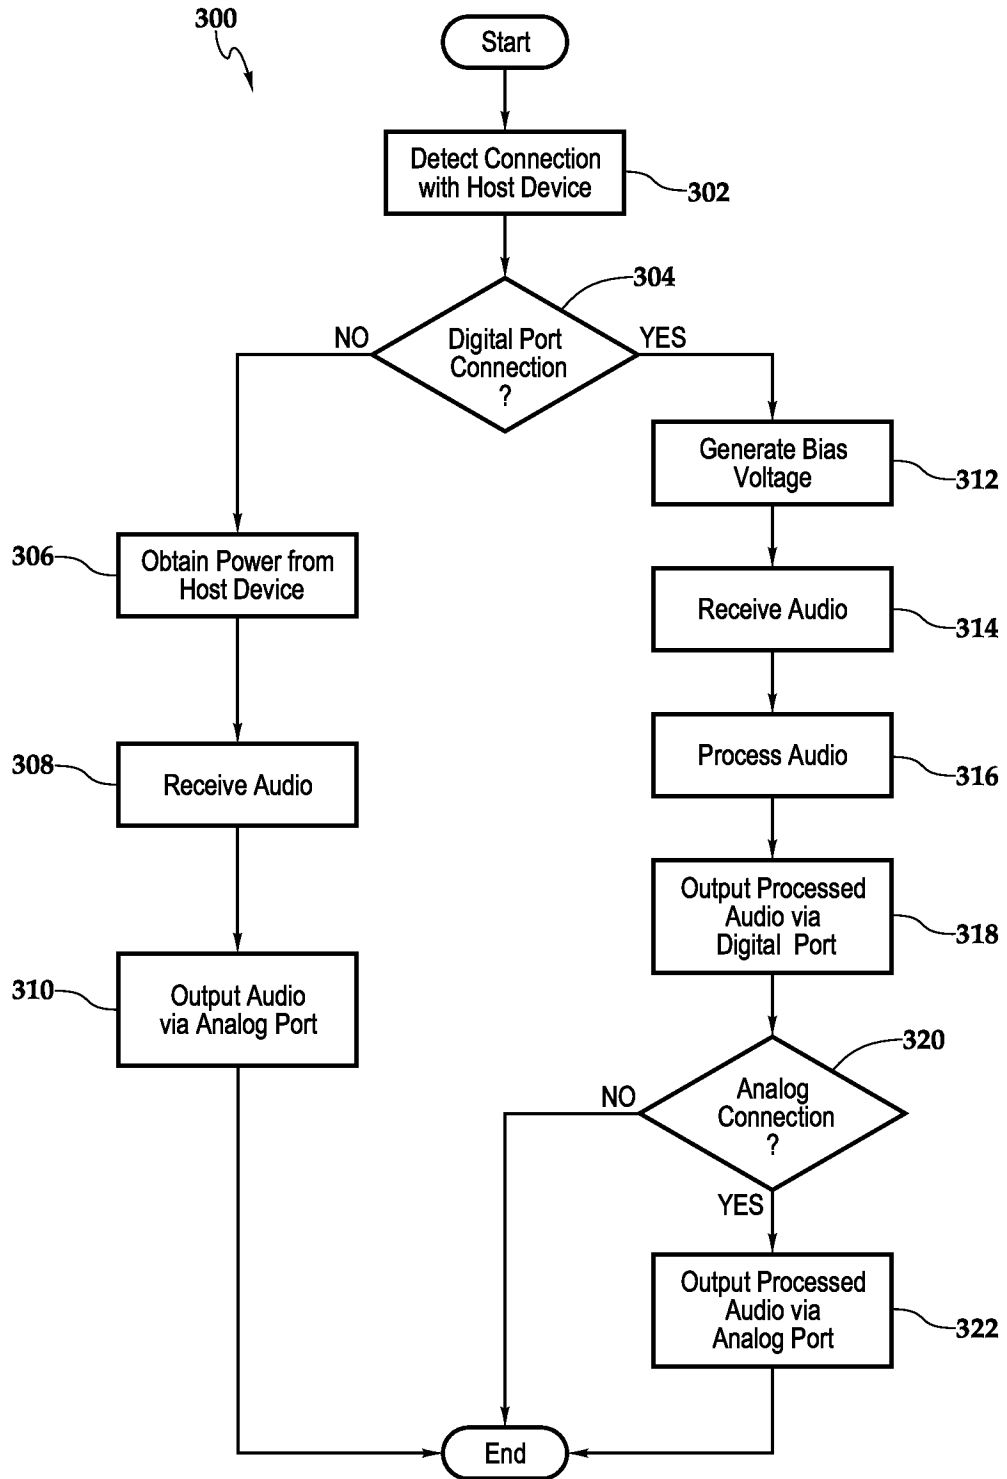 300
Start
Detect Connection
with Host Device
302
304
Digital Port
Connection
?
NO
YES
Generate Bias
Voltage
312
306
Obtain Power from
Host Device
Receive Audio
314
308
Receive Audio
Process Audio
316
310
Output Audio
via Analog Port
Output Processed
Audio via
Digital Port
318
320
Analog
Connection
?
NO
YES
Output Processed
Audio via
Analog Port
322
End